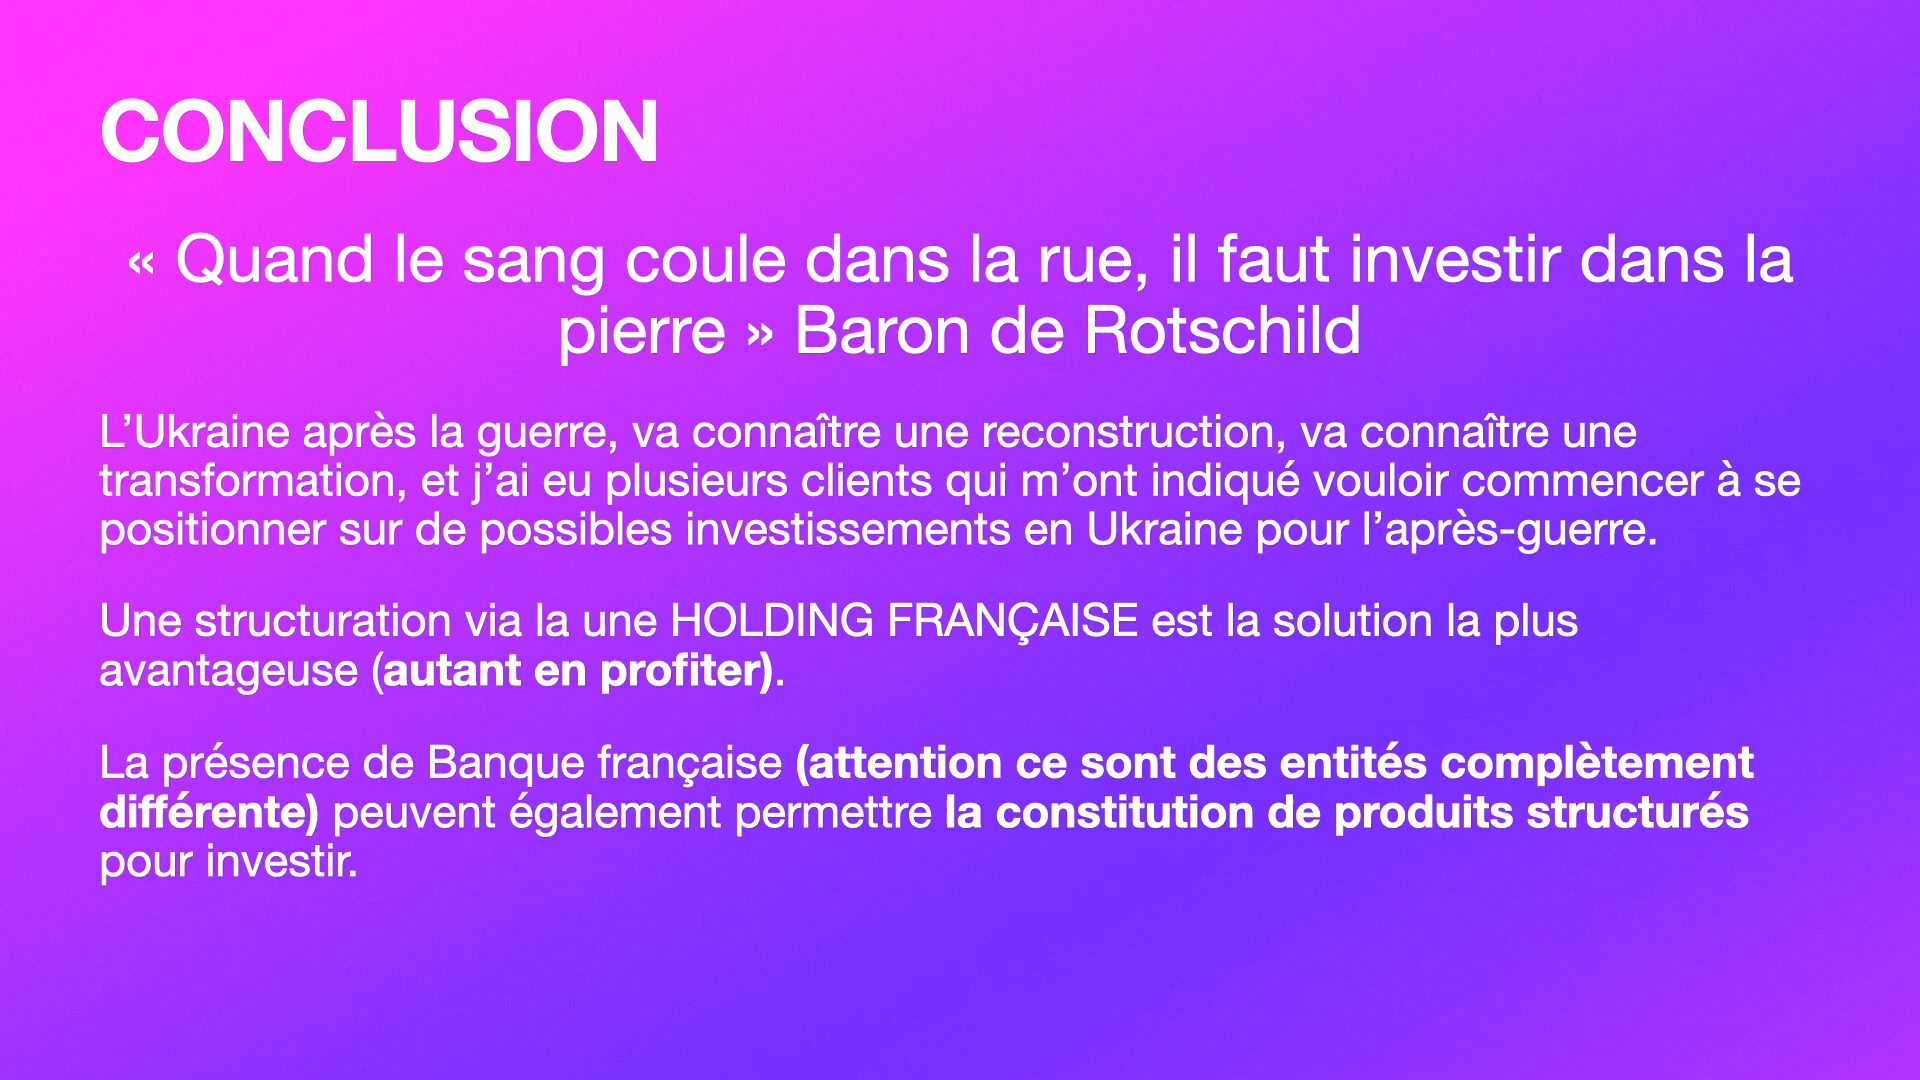 CONCLUSION
« Quand le sang coule dans la rue, il faut investir dans la
pierre » Baron de Rotschild
L’Ukraine après la guerre, va connaître une reconstruction, va connaître une
transformation, et j’ai eu plusieurs clients qui m’ont indiqué vouloir commencer à se
positionner sur de possibles investissements en Ukraine pour l’après-guerre.
Une structuration via la une HOLDING FRANÇAISE est la solution la plus
avantageuse (autant en profiter).
La présence de Banque française (attention ce sont des entités complètement
différente) peuvent également permettre la constitution de produits structurés
pour investir.